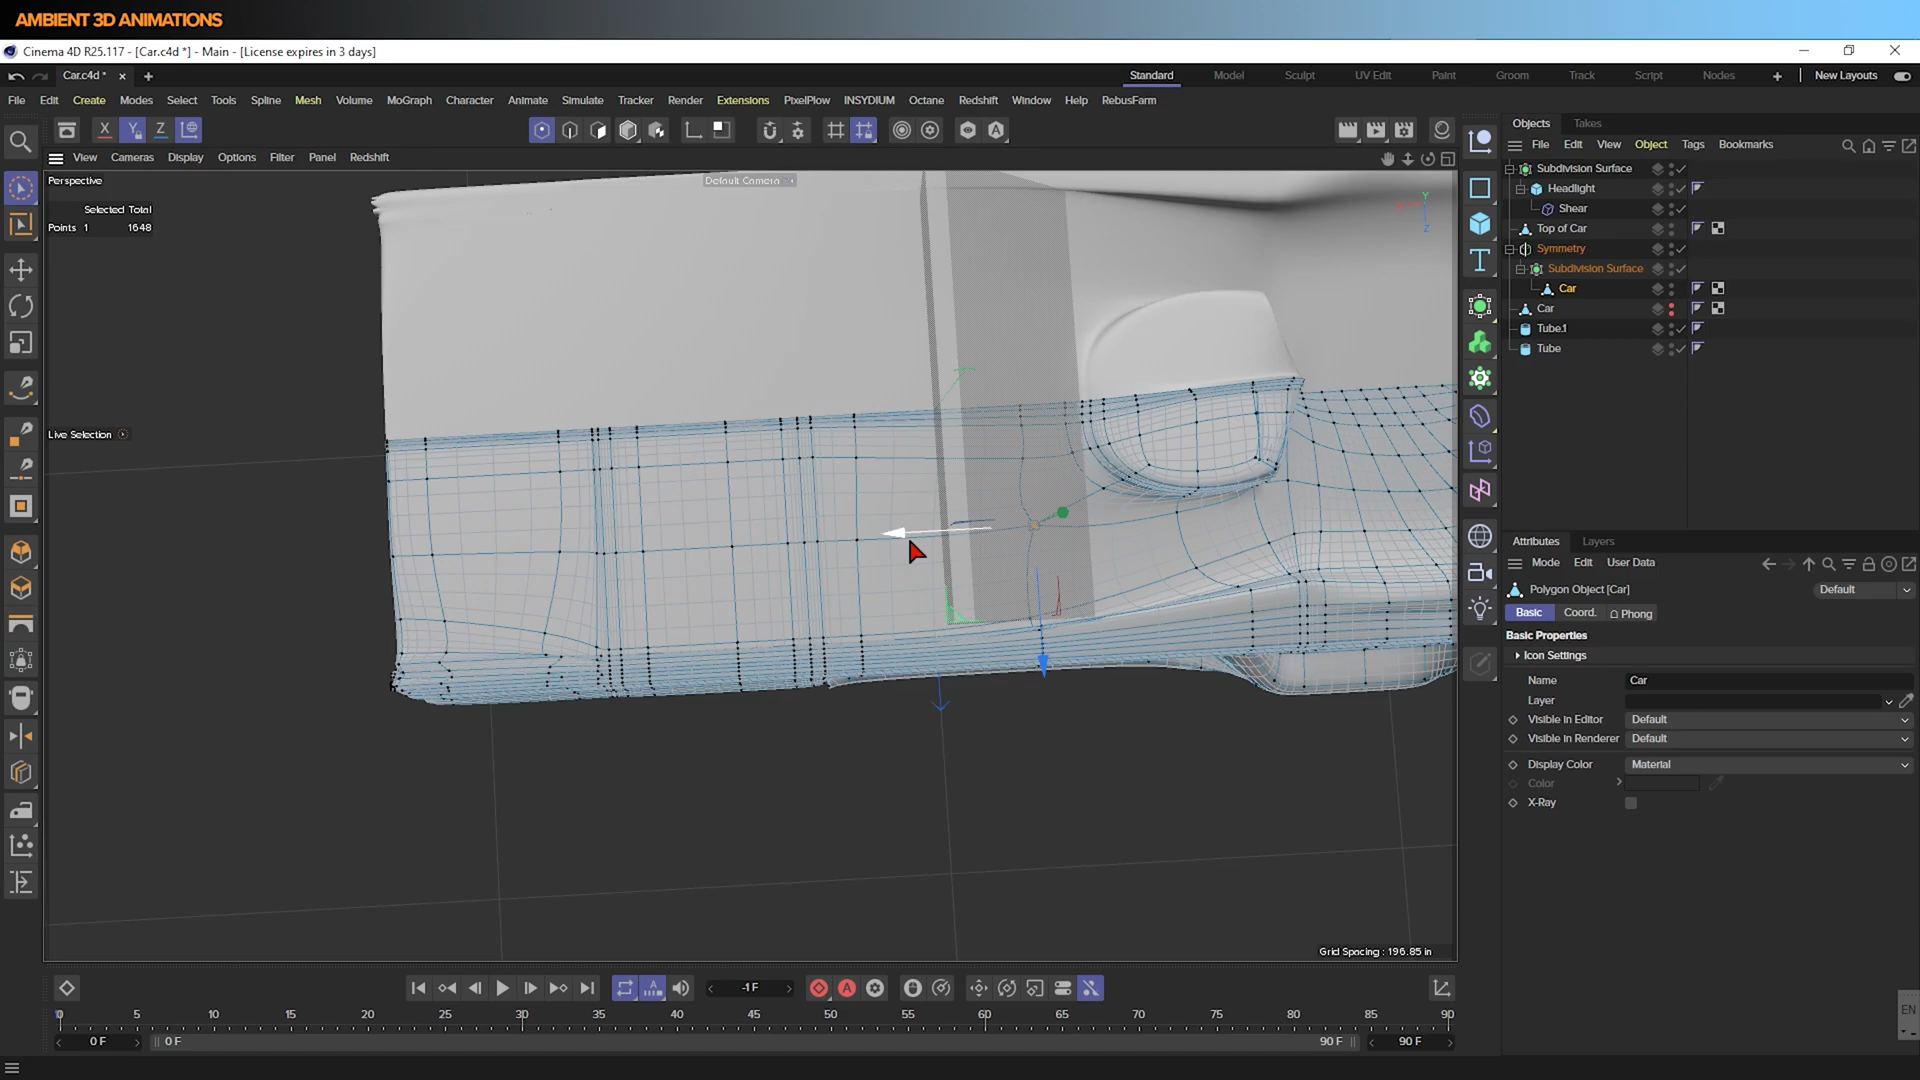 AMBIENT 3D ANIMATIONS
Cinema 4D R25.117 - [Car.c4d *] - Main - [License expires in 3 days]
Car.c4d *
Standard Model Sculpt UV Edit Paint Groom Track Script Nodes New Layouts
File Edit Create Modes Select Tools Spline Mesh Volume MoGraph Character Animate Simulate Tracker Render Extensions PixelPlow INSYDIUM Octane Redshift Window Help RebusFarm
X Y Z
View Cameras Display Options Filter Panel Redshift
Perspective
Default Camera
Selected Total
Points 1 1648
Live Selection
Y
Z
Grid Spacing : 196.85 in
Objects Takes
File Edit View Object Tags Bookmarks
Subdivision Surface
Headlight
Shear
Top of Car
Symmetry
Subdivision Surface
Car
Car
Tube.1
Tube
Attributes Layers
Mode Edit User Data
Polygon Object [Car]
Default
Basic Coord. Phong
Basic Properties
Icon Settings
Name Car
Layer
Visible in Editor Default
Visible in Renderer Default
Display Color Material
Color
X-Ray
-1 F
0 5 10 15 20 25 30 35 40 45 50 55 60 65 70 75 80 85 90
0 F 0 F 90 F 90 F
EN